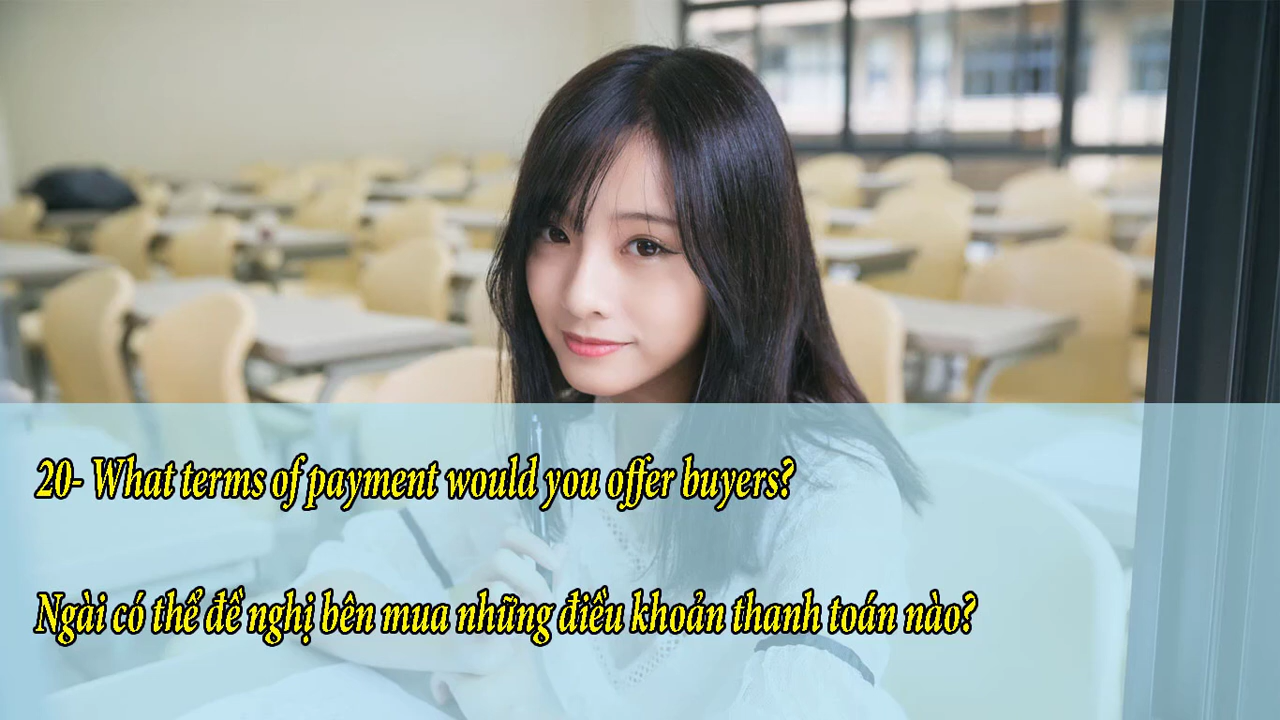 20- What terms of payment would you offer buyers?
Ngài có thể đề nghị bên mua những điều khoản thanh toán nào?